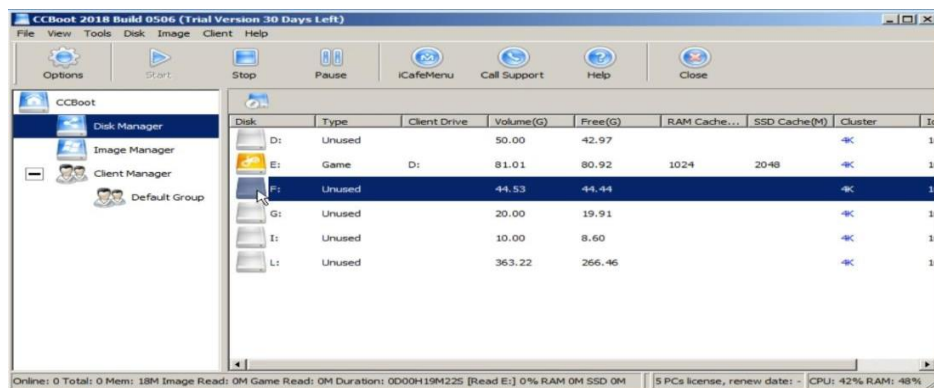 CCBoot 2018 Build 0506 (Trial Version 30 Days Left)
File View Tools Disk Image Client Help
Options Start Stop Pause iCafeMenu Call Support Help Close
CCBoot
Disk Manager
Image Manager
Client Manager
Default Group
Disk Type Client Drive Volume(G) Free(G) RAM Cache... SSD Cache(M) Cluster
D: Unused 50.00 42.97 4K
E: Game D: 81.01 80.92 1024 2048 4K
F: Unused 44.53 44.44 4K
G: Unused 20.00 19.91 4K
I: Unused 10.00 8.60 4K
L: Unused 363.22 266.46 4K
Online: 0 Total: 0 Mem: 18M Image Read: 0M Game Read: 0M Duration: 0D00H19M22S [Read E:] 0% RAM 0M SSD 0M 5 PCs license, renew date: - CPU: 42% RAM: 48%